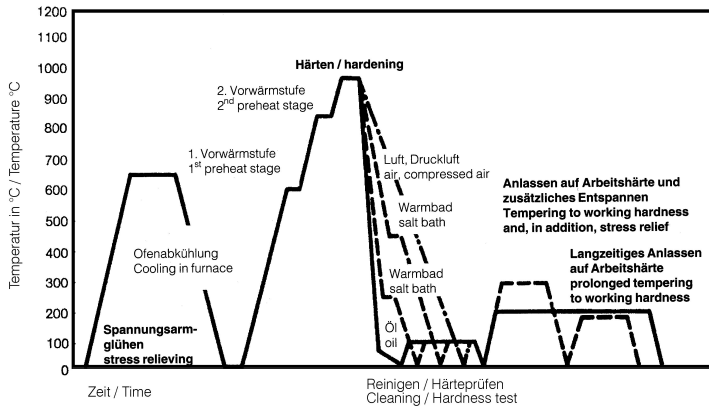 Temperatur in °C / Temperature °C
1200
1100
1000
900
800
700
600
500
400
300
200
100
0
Härten / hardening
2. Vorwärmstufe
2nd preheat stage
1. Vorwärmstufe
1st preheat stage
Luft, Druckluft
air, compressed air
Warmbad
salt bath
Warmbad
salt bath
Öl
oil
Ofenabkühlung
Cooling in furnace
Spannungsarm-
glühen
stress relieving
Anlassen auf Arbeitshärte und
zusätzliches Entspannen
Tempering to working hardness
and, in addition, stress relief
Langzeitiges Anlassen
auf Arbeitshärte
prolonged tempering
to working hardness
Zeit / Time
Reinigen / Härteprüfen
Cleaning / Hardness test